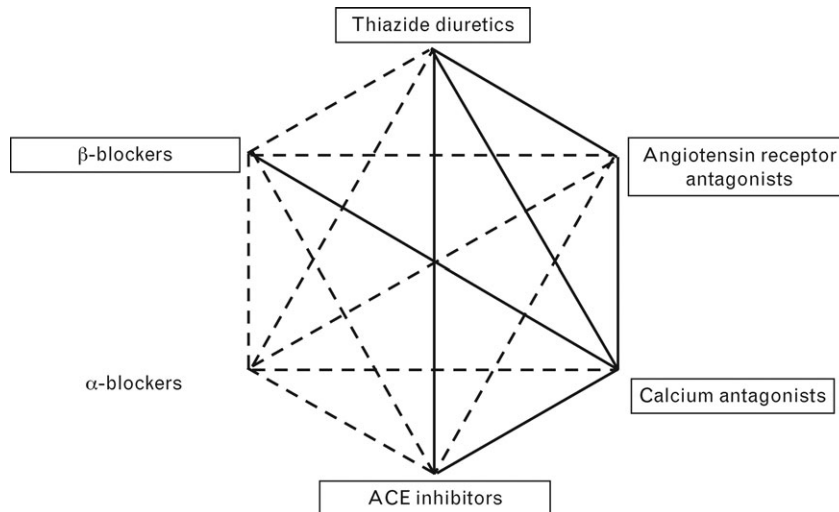 Thiazide diuretics
β-blockers
Angiotensin receptor
antagonists
α-blockers
Calcium antagonists
ACE inhibitors